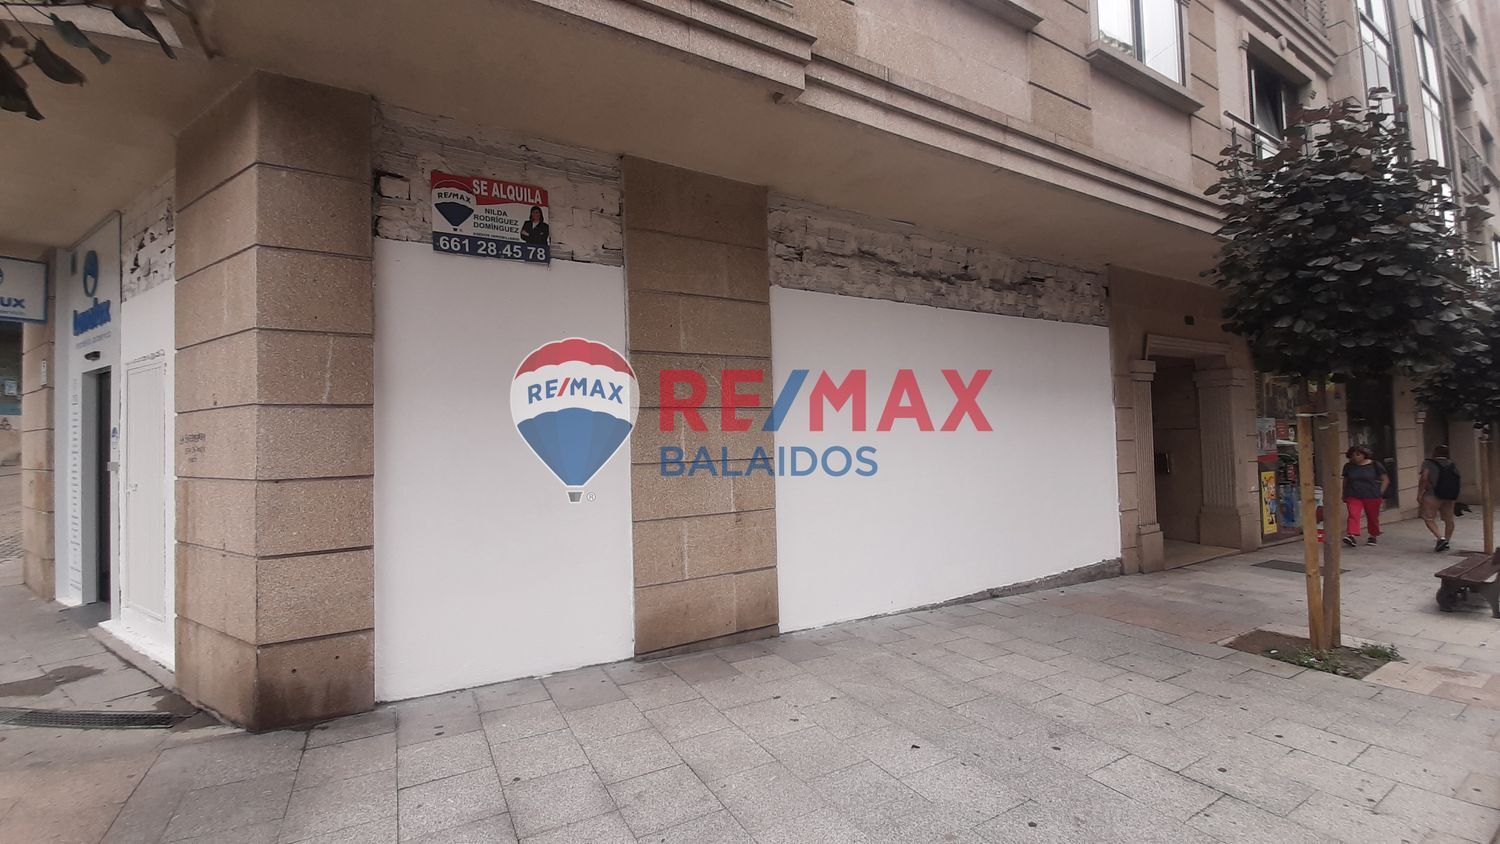 SE ALQUILA
RE/MAX
NILDA
RODRÍGUEZ
DOMÍNGUEZ
661 28 45 78
RE/MAX
RE/MAX
BALAIDOS
®